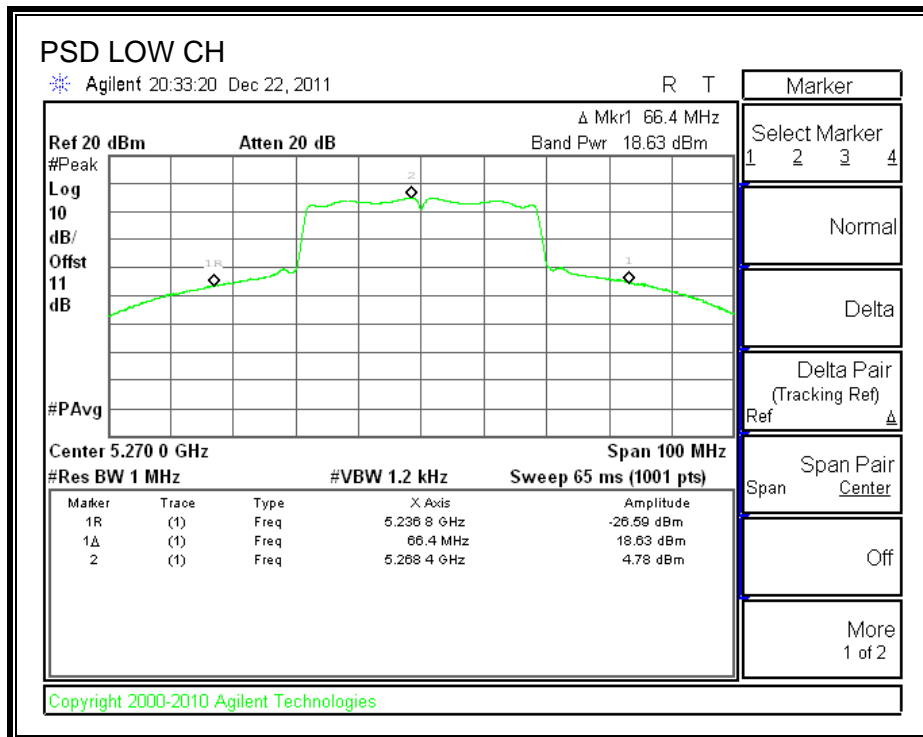 PSD LOW CH
Agilent 20:33:20 Dec 22, 2011 R T
Δ Mkr1 66.4 MHz
Ref 20 dBm Atten 20 dB Band Pwr 18.63 dBm
#Peak
Log
10
dB/
Offst
11
dB
#PAvg
2
1R
1
Center 5.270 0 GHz Span 100 MHz
#Res BW 1 MHz #VBW 1.2 kHz Sweep 65 ms (1001 pts)
Marker Trace Type X Axis Amplitude
1R (1) Freq 5.236 8 GHz -26.59 dBm
1Δ (1) Freq 66.4 MHz 18.63 dBm
2 (1) Freq 5.268 4 GHz 4.78 dBm
Copyright 2000-2010 Agilent Technologies
Marker
Select Marker
1 2 3 4
Normal
Delta
Delta Pair
(Tracking Ref)
Ref Δ
Span Pair
Span Center
Off
More
1 of 2